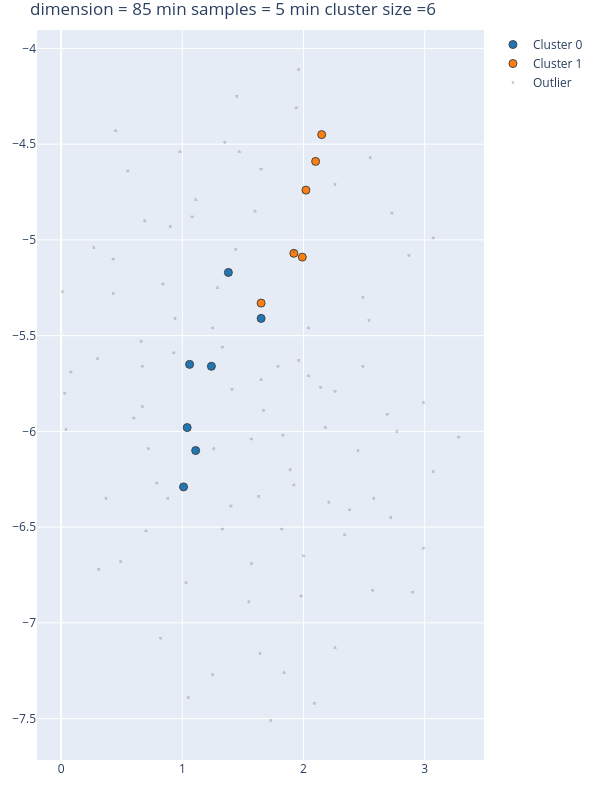 dimension = 85 min samples = 5 min cluster size =6
Cluster 0
Cluster 1
Outlier
−4
−4.5
−5
−5.5
−6
−6.5
−7
−7.5
0 1 2 3